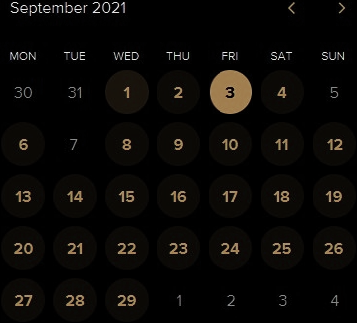 September 2021
MON TUE WED THU FRI SAT SUN
30 31 1 2 3 4 5
6 7 8 9 10 11 12
13 14 15 16 17 18 19
20 21 22 23 24 25 26
27 28 29 1 2 3 4